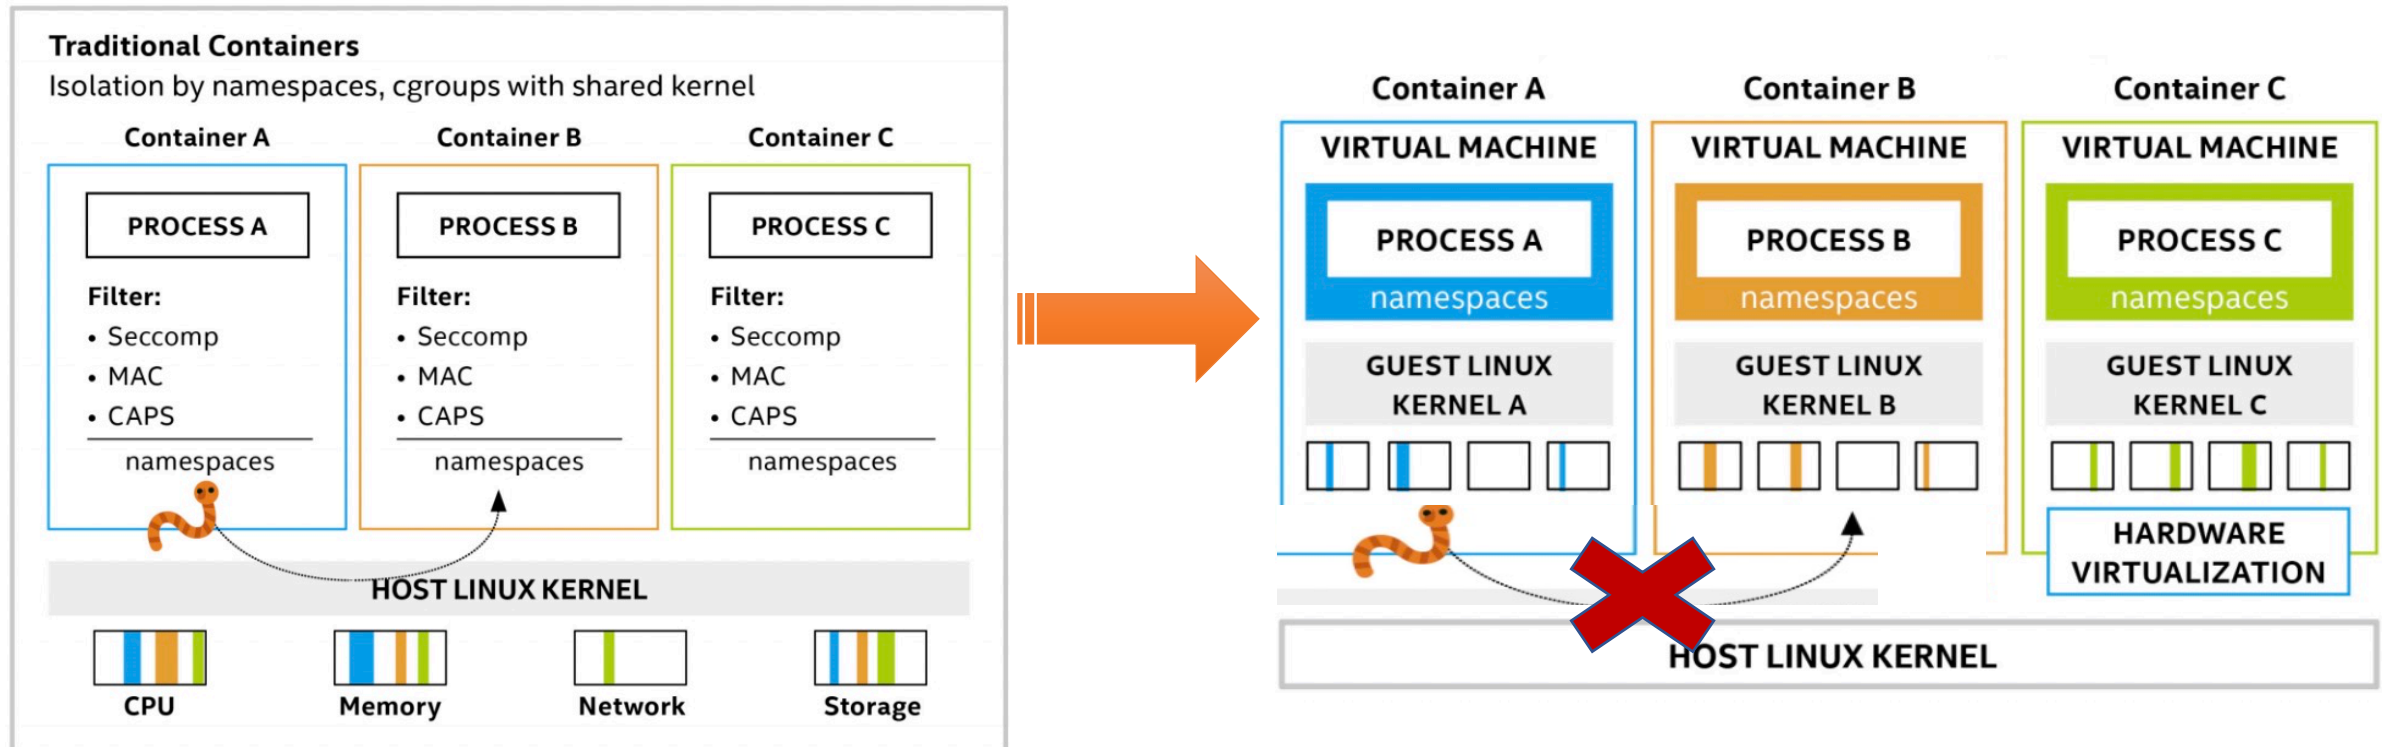 Traditional Containers
Isolation by namespaces, cgroups with shared kernel
Container A
Container B
Container C
PROCESS A
PROCESS B
PROCESS C
Filter:
• Seccomp
• MAC
• CAPS
namespaces
Filter:
• Seccomp
• MAC
• CAPS
namespaces
Filter:
• Seccomp
• MAC
• CAPS
namespaces
HOST LINUX KERNEL
CPU
Memory
Network
Storage
Container A
VIRTUAL MACHINE
PROCESS A
namespaces
GUEST LINUX
KERNEL A
Container B
VIRTUAL MACHINE
PROCESS B
namespaces
GUEST LINUX
KERNEL B
Container C
VIRTUAL MACHINE
PROCESS C
namespaces
GUEST LINUX
KERNEL C
HARDWARE
VIRTUALIZATION
HOST LINUX KERNEL